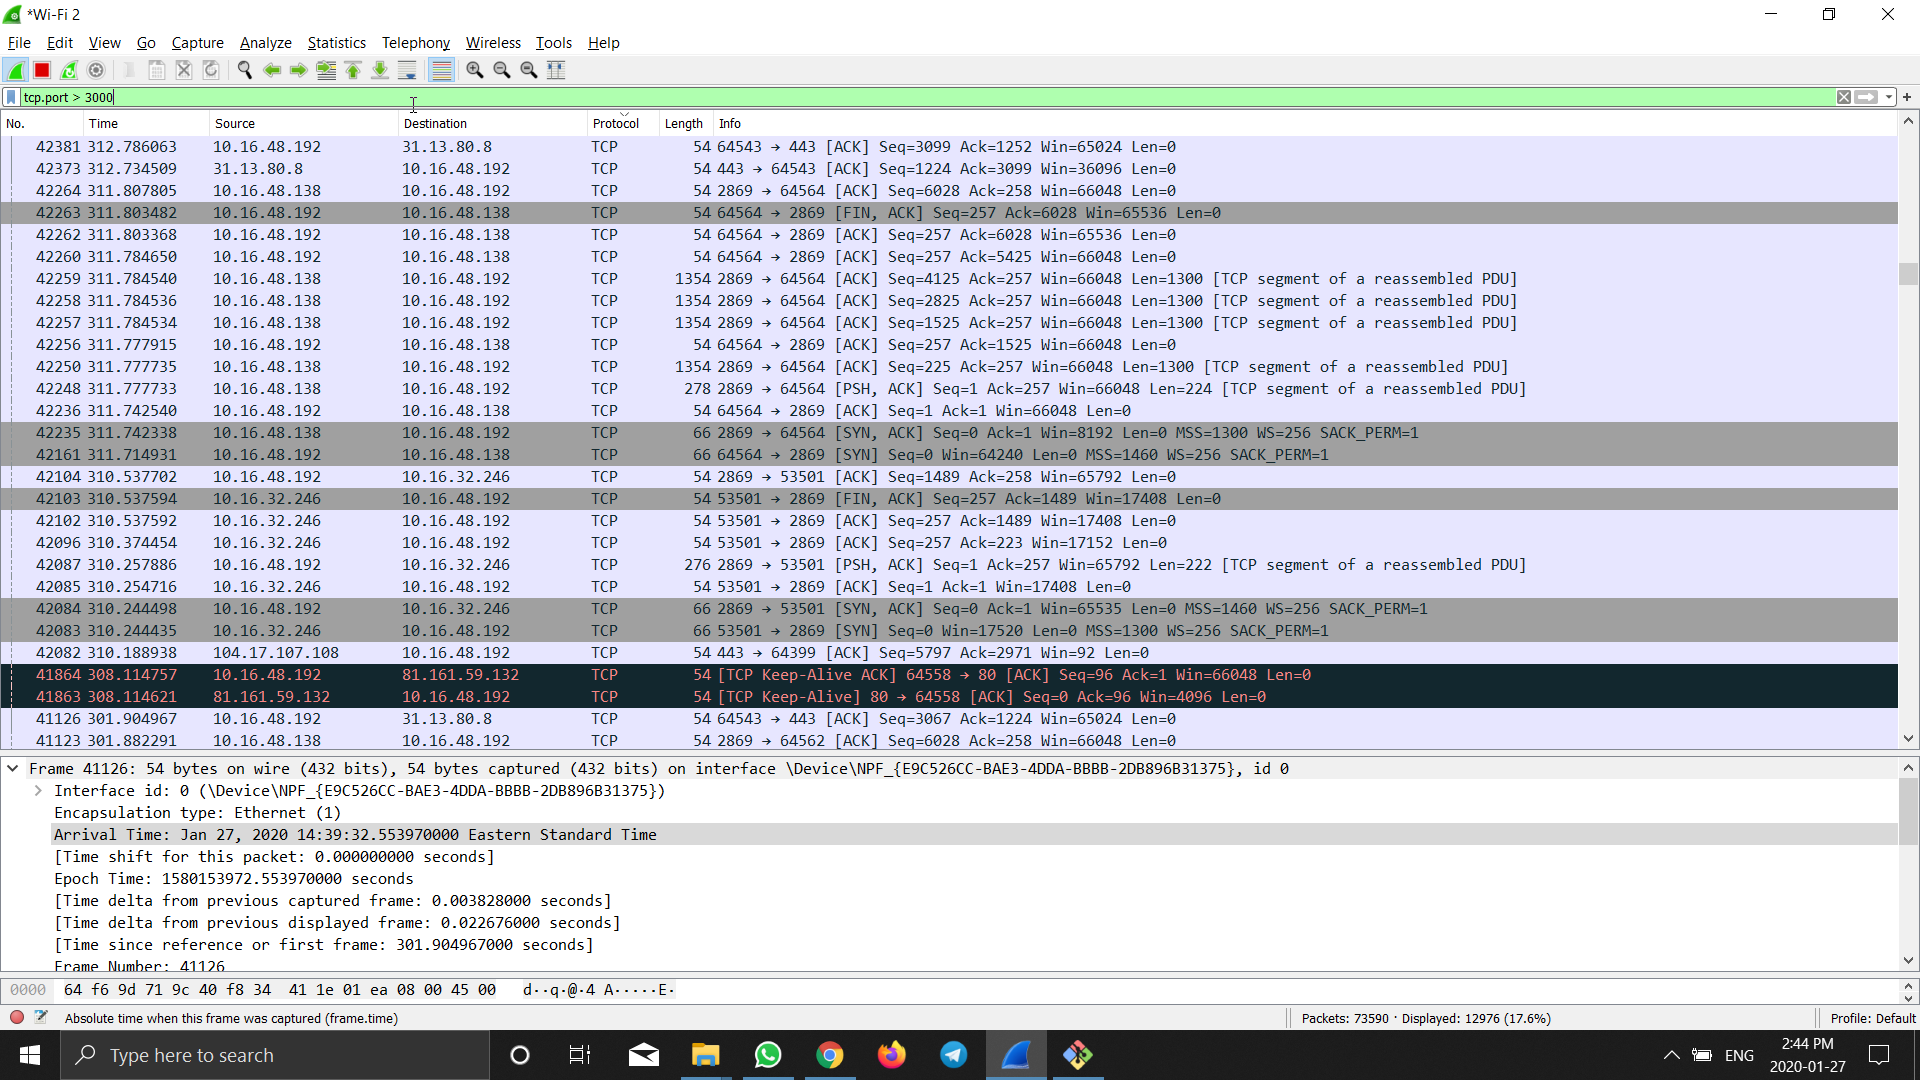 *Wi-Fi 2
File Edit View Go Capture Analyze Statistics Telephony Wireless Tools Help
tcp.port > 3000
No. Time Source Destination Protocol Length Info
42381 312.786063 10.16.48.192 31.13.80.8 TCP 54 64543 → 443 [ACK] Seq=3099 Ack=1252 Win=65024 Len=0
42373 312.734509 31.13.80.8 10.16.48.192 TCP 54 443 → 64543 [ACK] Seq=1224 Ack=3099 Win=36096 Len=0
42264 311.807805 10.16.48.138 10.16.48.192 TCP 54 2869 → 64564 [ACK] Seq=6028 Ack=258 Win=66048 Len=0
42263 311.803482 10.16.48.192 10.16.48.138 TCP 54 64564 → 2869 [FIN, ACK] Seq=257 Ack=6028 Win=65536 Len=0
42262 311.803368 10.16.48.192 10.16.48.138 TCP 54 64564 → 2869 [ACK] Seq=257 Ack=6028 Win=65536 Len=0
42260 311.784650 10.16.48.192 10.16.48.138 TCP 54 64564 → 2869 [ACK] Seq=257 Ack=5425 Win=66048 Len=0
42259 311.784540 10.16.48.138 10.16.48.192 TCP 1354 2869 → 64564 [ACK] Seq=4125 Ack=257 Win=66048 Len=1300 [TCP segment of a reassembled PDU]
42258 311.784536 10.16.48.138 10.16.48.192 TCP 1354 2869 → 64564 [ACK] Seq=2825 Ack=257 Win=66048 Len=1300 [TCP segment of a reassembled PDU]
42257 311.784534 10.16.48.138 10.16.48.192 TCP 1354 2869 → 64564 [ACK] Seq=1525 Ack=257 Win=66048 Len=1300 [TCP segment of a reassembled PDU]
42256 311.777915 10.16.48.192 10.16.48.138 TCP 54 64564 → 2869 [ACK] Seq=257 Ack=1525 Win=66048 Len=0
42250 311.777735 10.16.48.138 10.16.48.192 TCP 1354 2869 → 64564 [ACK] Seq=225 Ack=257 Win=66048 Len=1300 [TCP segment of a reassembled PDU]
42248 311.777733 10.16.48.138 10.16.48.192 TCP 278 2869 → 64564 [PSH, ACK] Seq=1 Ack=257 Win=66048 Len=224 [TCP segment of a reassembled PDU]
42236 311.742540 10.16.48.192 10.16.48.138 TCP 54 64564 → 2869 [ACK] Seq=1 Ack=1 Win=66048 Len=0
42235 311.742338 10.16.48.138 10.16.48.192 TCP 66 2869 → 64564 [SYN, ACK] Seq=0 Ack=1 Win=8192 Len=0 MSS=1300 WS=256 SACK_PERM=1
42161 311.714931 10.16.48.192 10.16.48.138 TCP 66 64564 → 2869 [SYN] Seq=0 Win=64240 Len=0 MSS=1460 WS=256 SACK_PERM=1
42104 310.537702 10.16.48.192 10.16.32.246 TCP 54 2869 → 53501 [ACK] Seq=1489 Ack=258 Win=65792 Len=0
42103 310.537594 10.16.32.246 10.16.48.192 TCP 54 53501 → 2869 [FIN, ACK] Seq=257 Ack=1489 Win=17408 Len=0
42102 310.537592 10.16.32.246 10.16.48.192 TCP 54 53501 → 2869 [ACK] Seq=257 Ack=1489 Win=17408 Len=0
42096 310.374454 10.16.32.246 10.16.48.192 TCP 54 53501 → 2869 [ACK] Seq=257 Ack=223 Win=17152 Len=0
42087 310.257886 10.16.48.192 10.16.32.246 TCP 276 2869 → 53501 [PSH, ACK] Seq=1 Ack=257 Win=65792 Len=222 [TCP segment of a reassembled PDU]
42085 310.254716 10.16.32.246 10.16.48.192 TCP 54 53501 → 2869 [ACK] Seq=1 Ack=1 Win=17408 Len=0
42084 310.244498 10.16.48.192 10.16.32.246 TCP 66 2869 → 53501 [SYN, ACK] Seq=0 Ack=1 Win=65535 Len=0 MSS=1460 WS=256 SACK_PERM=1
42083 310.244435 10.16.32.246 10.16.48.192 TCP 66 53501 → 2869 [SYN] Seq=0 Win=17520 Len=0 MSS=1300 WS=256 SACK_PERM=1
42082 310.188938 104.17.107.108 10.16.48.192 TCP 54 443 → 64399 [ACK] Seq=5797 Ack=2971 Win=92 Len=0
41864 308.114757 10.16.48.192 81.161.59.132 TCP 54 [TCP Keep-Alive ACK] 64558 → 80 [ACK] Seq=96 Ack=1 Win=66048 Len=0
41863 308.114621 81.161.59.132 10.16.48.192 TCP 54 [TCP Keep-Alive] 80 → 64558 [ACK] Seq=0 Ack=96 Win=4096 Len=0
41126 301.904967 10.16.48.192 31.13.80.8 TCP 54 64543 → 443 [ACK] Seq=3067 Ack=1224 Win=65024 Len=0
41123 301.882291 10.16.48.138 10.16.48.192 TCP 54 2869 → 64562 [ACK] Seq=6028 Ack=258 Win=66048 Len=0
Frame 41126: 54 bytes on wire (432 bits), 54 bytes captured (432 bits) on interface \Device\NPF_{E9C526CC-BAE3-4DDA-BBBB-2DB896B31375}, id 0
Interface id: 0 (\Device\NPF_{E9C526CC-BAE3-4DDA-BBBB-2DB896B31375})
Encapsulation type: Ethernet (1)
Arrival Time: Jan 27, 2020 14:39:32.553970000 Eastern Standard Time
[Time shift for this packet: 0.000000000 seconds]
Epoch Time: 1580153972.553970000 seconds
[Time delta from previous captured frame: 0.003828000 seconds]
[Time delta from previous displayed frame: 0.022676000 seconds]
[Time since reference or first frame: 301.904967000 seconds]
Frame Number: 41126
0000 64 f6 9d 71 9c 40 f8 34 41 1e 01 ea 08 00 45 00 d··q·@·4 A·····E·
Absolute time when this frame was captured (frame.time)
Packets: 73590 · Displayed: 12976 (17.6%)
Profile: Default
Type here to search
ENG
2:44 PM
2020-01-27